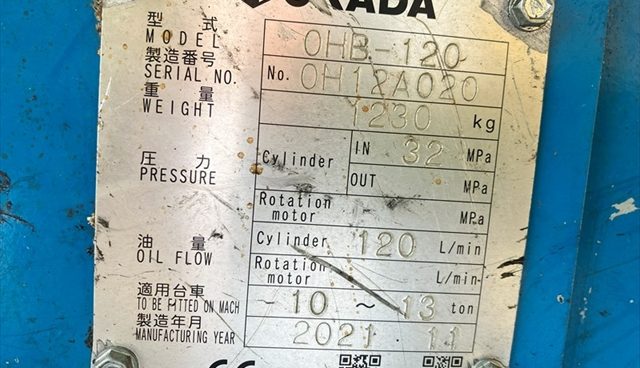 OKADA
型式 OHB-120
MODEL
製造番号 No. OH12A020
SERIAL NO.
重量 1230 kg
WEIGHT
圧力 Cylinder IN 32 MPa
PRESSURE OUT MPa
Rotation motor MPa
油量 Cylinder 120 L/min
OIL FLOW Rotation motor L/min
適用台車 - 10 ~ 13 ton
TO BE FITTED ON MACH
製造年月 2021 11
MANUFACTURING YEAR
CE